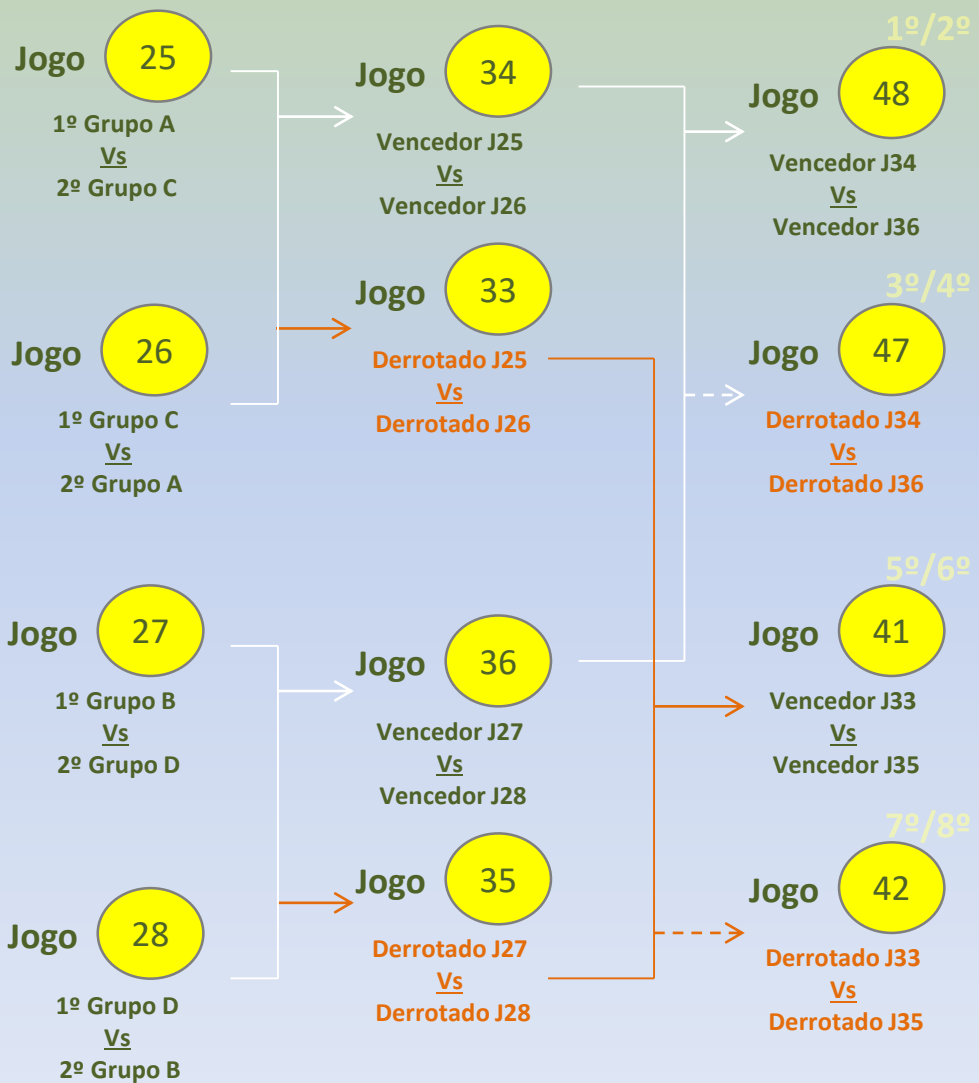 Jogo 25
1º Grupo A
Vs
2º Grupo C
Jogo 26
1º Grupo C
Vs
2º Grupo A
Jogo 27
1º Grupo B
Vs
2º Grupo D
Jogo 28
1º Grupo D
Vs
2º Grupo B
Jogo 34
Vencedor J25
Vs
Vencedor J26
Jogo 33
Derrotado J25
Vs
Derrotado J26
Jogo 36
Vencedor J27
Vs
Vencedor J28
Jogo 35
Derrotado J27
Vs
Derrotado J28
1º/2º
Jogo 48
Vencedor J34
Vs
Vencedor J36
3º/4º
Jogo 47
Derrotado J34
Vs
Derrotado J36
5º/6º
Jogo 41
Vencedor J33
Vs
Vencedor J35
7º/8º
Jogo 42
Derrotado J33
Vs
Derrotado J35